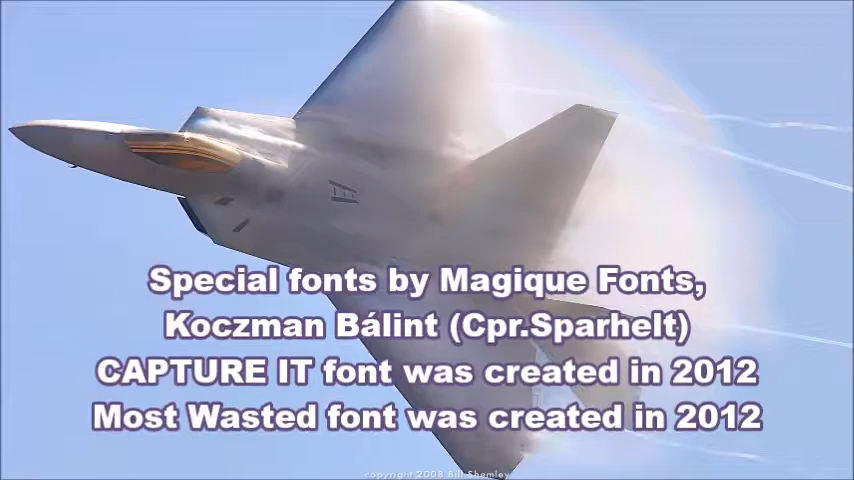 Special fonts by Magique Fonts,
Koczman Bálint (Cpr.Sparhelt)
CAPTURE IT font was created in 2012
Most Wasted font was created in 2012
copyright 2008 Bill Shemley